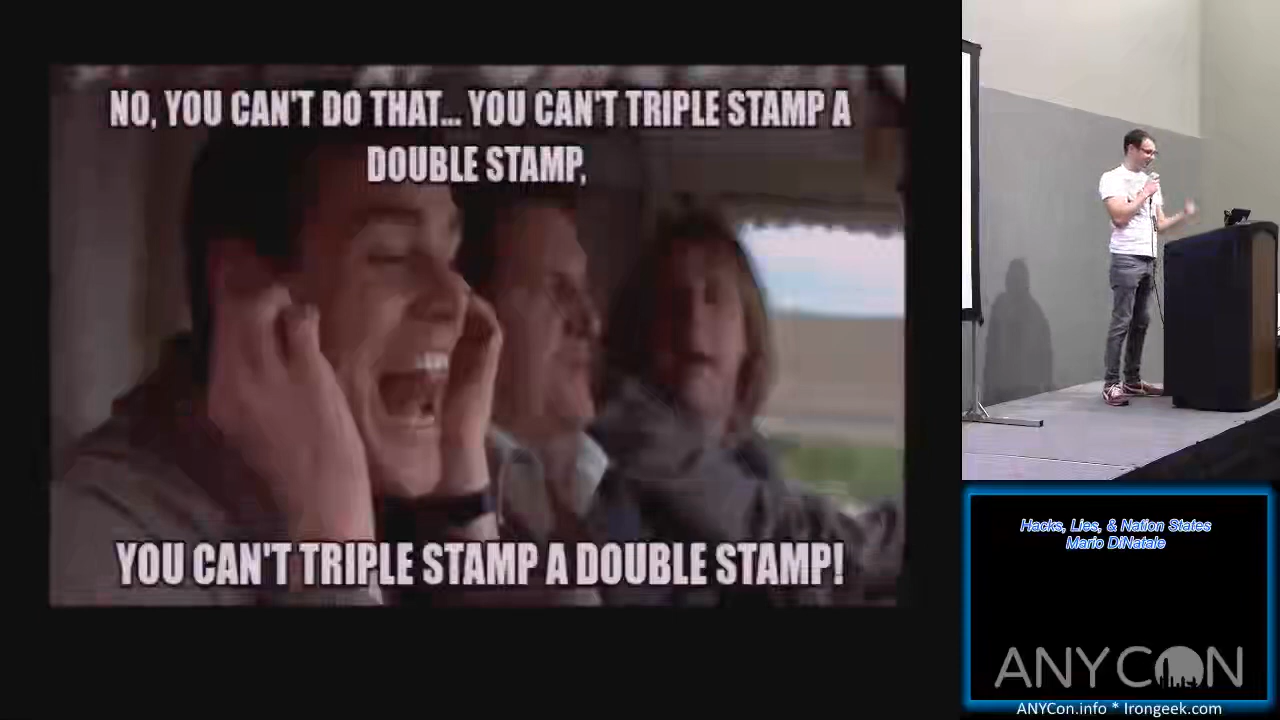 NO, YOU CAN'T DO THAT... YOU CAN'T TRIPLE STAMP A
DOUBLE STAMP,
YOU CAN'T TRIPLE STAMP A DOUBLE STAMP!
Hacks, Lies, & Nation States
Mario DiNatale
ANYCON
ANYCon.info * Irongeek.com